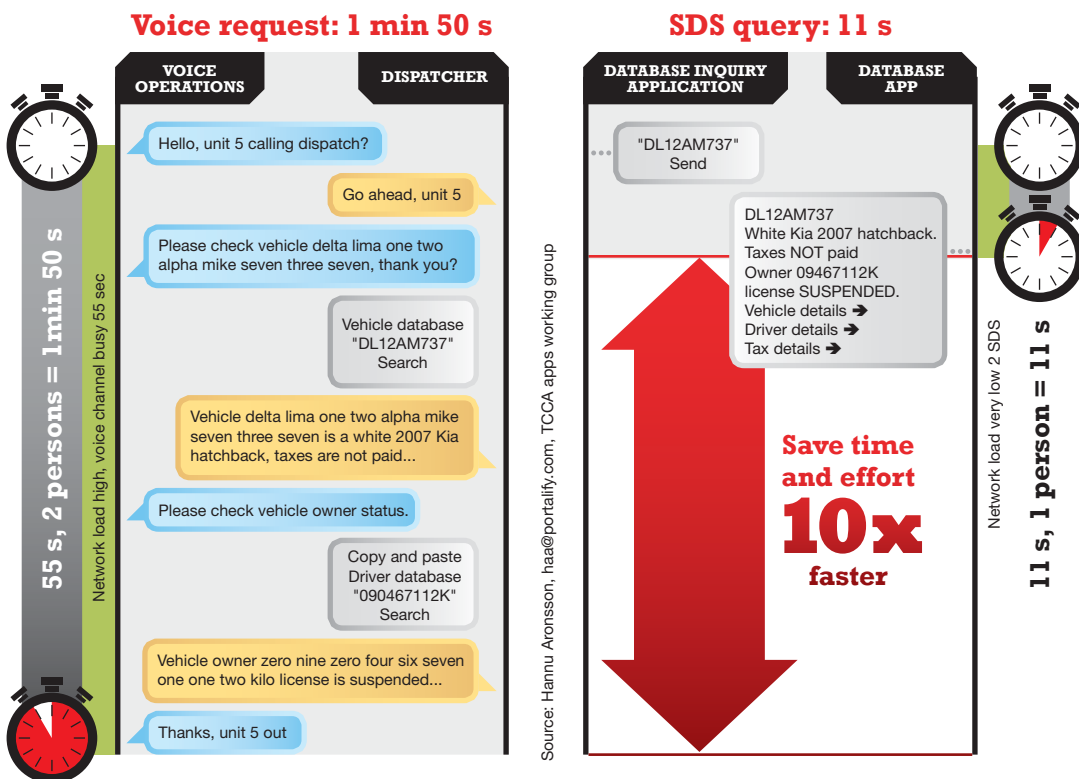 Voice request: 1 min 50 s
VOICE
OPERATIONS
DISPATCHER
Hello, unit 5 calling dispatch?
Go ahead, unit 5
Please check vehicle delta lima one two
alpha mike seven three seven, thank you?
Vehicle database
"DL12AM737"
Search
Vehicle delta lima one two alpha mike
seven three seven is a white 2007 Kia
hatchback, taxes are not paid...
Please check vehicle owner status.
Copy and paste
Driver database
"090467112K"
Search
Vehicle owner zero nine zero four six seven
one one two kilo license is suspended...
Thanks, unit 5 out
55 s, 2 persons = 1min 50 s
Network load high, voice channel busy 55 sec
Source: Hannu Aronsson, haa@portalify.com, TCCA apps working group
SDS query: 11 s
DATABASE INQUIRY
APPLICATION
DATABASE
APP
"DL12AM737"
Send
DL12AM737
White Kia 2007 hatchback.
Taxes NOT paid
Owner 09467112K
license SUSPENDED.
Vehicle details ➔
Driver details ➔
Tax details ➔
Save time
and effort
10x
faster
Network load very low 2 SDS
11 s, 1 person = 11 s